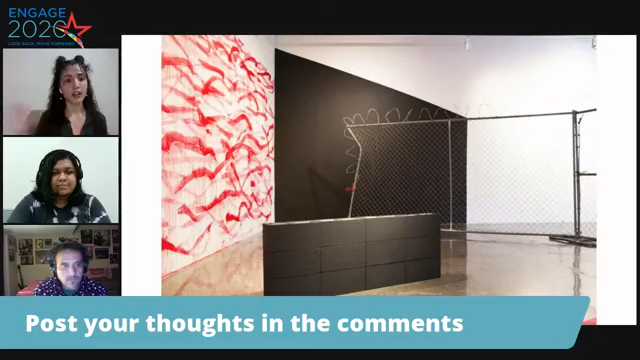 ENGAGE
2020
LOOK BACK, MOVE FORWARD
Post your thoughts in the comments